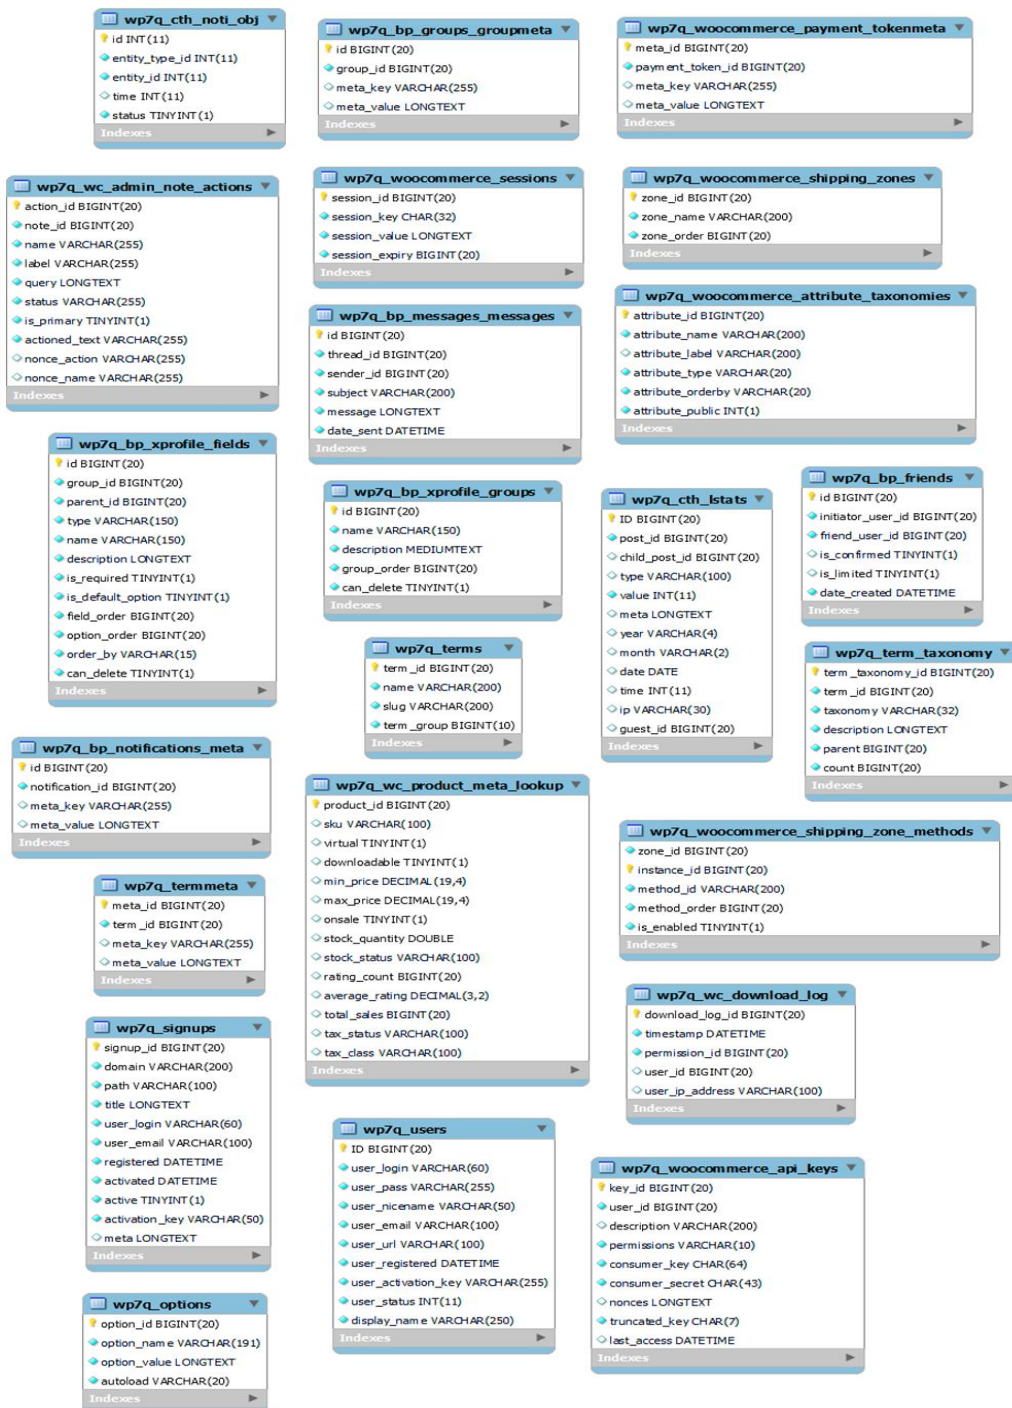 wp7q_cth_noti_obj
id INT(11)
entity_type_id INT(11)
entity_id INT(11)
time INT(11)
status TINYINT(1)
Indexes
wp7q_bp_groups_groupmeta
id BIGINT(20)
group_id BIGINT(20)
meta_key VARCHAR(255)
meta_value LONGTEXT
Indexes
wp7q_woocommerce_payment_tokenmeta
meta_id BIGINT(20)
payment_token_id BIGINT(20)
meta_key VARCHAR(255)
meta_value LONGTEXT
Indexes
wp7q_wc_admin_note_actions
action_id BIGINT(20)
note_id BIGINT(20)
name VARCHAR(255)
label VARCHAR(255)
query LONGTEXT
status VARCHAR(255)
is_primary TINYINT(1)
actioned_text VARCHAR(255)
nonce_action VARCHAR(255)
nonce_name VARCHAR(255)
Indexes
wp7q_woocommerce_sessions
session_id BIGINT(20)
session_key CHAR(32)
session_value LONGTEXT
session_expiry BIGINT(20)
Indexes
wp7q_woocommerce_shipping_zones
zone_id BIGINT(20)
zone_name VARCHAR(200)
zone_order BIGINT(20)
Indexes
wp7q_bp_messages_messages
id BIGINT(20)
thread_id BIGINT(20)
sender_id BIGINT(20)
subject VARCHAR(200)
message LONGTEXT
date_sent DATETIME
Indexes
wp7q_woocommerce_attribute_taxonomies
attribute_id BIGINT(20)
attribute_name VARCHAR(200)
attribute_label VARCHAR(200)
attribute_type VARCHAR(20)
attribute_orderby VARCHAR(20)
attribute_public INT(1)
Indexes
wp7q_bp_xprofile_fields
id BIGINT(20)
group_id BIGINT(20)
parent_id BIGINT(20)
type VARCHAR(150)
name VARCHAR(150)
description LONGTEXT
is_required TINYINT(1)
is_default_option TINYINT(1)
field_order BIGINT(20)
option_order BIGINT(20)
order_by VARCHAR(15)
can_delete TINYINT(1)
Indexes
wp7q_bp_xprofile_groups
id BIGINT(20)
name VARCHAR(150)
description MEDIUMTEXT
group_order BIGINT(20)
can_delete TINYINT(1)
Indexes
wp7q_cth_lstats
ID BIGINT(20)
post_id BIGINT(20)
child_post_id BIGINT(20)
type VARCHAR(100)
value INT(11)
meta LONGTEXT
year VARCHAR(4)
month VARCHAR(2)
date DATE
time INT(11)
ip VARCHAR(30)
guest_id BIGINT(20)
Indexes
wp7q_bp_friends
id BIGINT(20)
initiator_user_id BIGINT(20)
friend_user_id BIGINT(20)
is_confirmed TINYINT(1)
is_limited TINYINT(1)
date_created DATETIME
Indexes
wp7q_terms
term_id BIGINT(20)
name VARCHAR(200)
slug VARCHAR(200)
term_group BIGINT(10)
Indexes
wp7q_term_taxonomy
term_taxonomy_id BIGINT(20)
term_id BIGINT(20)
taxonomy VARCHAR(32)
description LONGTEXT
parent BIGINT(20)
count BIGINT(20)
Indexes
wp7q_bp_notifications_meta
id BIGINT(20)
notification_id BIGINT(20)
meta_key VARCHAR(255)
meta_value LONGTEXT
Indexes
wp7q_wc_product_meta_lookup
product_id BIGINT(20)
sku VARCHAR(100)
virtual TINYINT(1)
downloadable TINYINT(1)
min_price DECIMAL(19,4)
max_price DECIMAL(19,4)
onsale TINYINT(1)
stock_quantity DOUBLE
stock_status VARCHAR(100)
rating_count BIGINT(20)
average_rating DECIMAL(3,2)
total_sales BIGINT(20)
tax_status VARCHAR(100)
tax_class VARCHAR(100)
Indexes
wp7q_woocommerce_shipping_zone_methods
zone_id BIGINT(20)
instance_id BIGINT(20)
method_id VARCHAR(200)
method_order BIGINT(20)
is_enabled TINYINT(1)
Indexes
wp7q_termmeta
meta_id BIGINT(20)
term_id BIGINT(20)
meta_key VARCHAR(255)
meta_value LONGTEXT
Indexes
wp7q_wc_download_log
download_log_id BIGINT(20)
timestamp DATETIME
permission_id BIGINT(20)
user_id BIGINT(20)
user_ip_address VARCHAR(100)
Indexes
wp7q_signups
signup_id BIGINT(20)
domain VARCHAR(200)
path VARCHAR(100)
title LONGTEXT
user_login VARCHAR(60)
user_email VARCHAR(100)
registered DATETIME
activated DATETIME
active TINYINT(1)
activation_key VARCHAR(50)
meta LONGTEXT
Indexes
wp7q_users
ID BIGINT(20)
user_login VARCHAR(60)
user_pass VARCHAR(255)
user_nicename VARCHAR(50)
user_email VARCHAR(100)
user_url VARCHAR(100)
user_registered DATETIME
user_activation_key VARCHAR(255)
user_status INT(11)
display_name VARCHAR(250)
Indexes
wp7q_woocommerce_api_keys
key_id BIGINT(20)
user_id BIGINT(20)
description VARCHAR(200)
permissions VARCHAR(10)
consumer_key CHAR(64)
consumer_secret CHAR(43)
nonces LONGTEXT
truncated_key CHAR(7)
last_access DATETIME
Indexes
wp7q_options
option_id BIGINT(20)
option_name VARCHAR(191)
option_value LONGTEXT
autoload VARCHAR(20)
Indexes